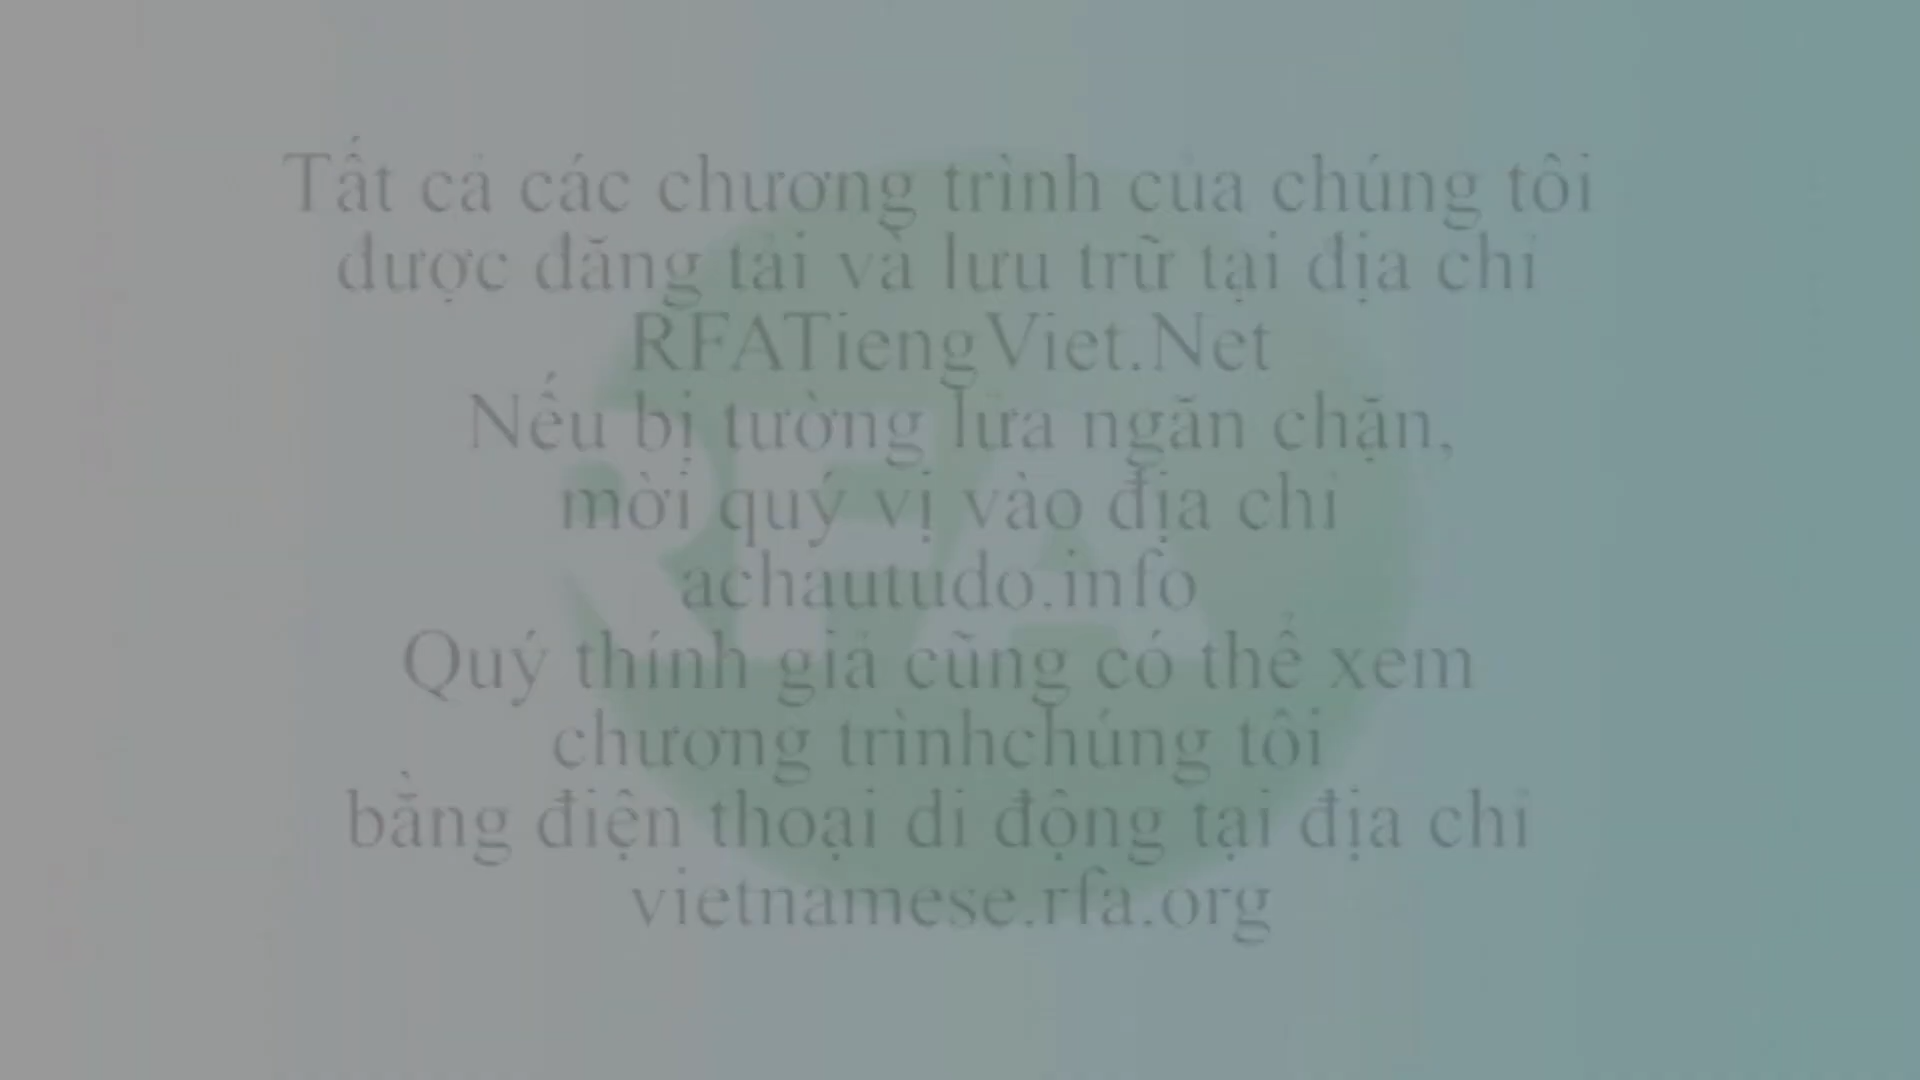 Tất cả các chương trình của chúng tôi
được đăng tải và lưu trữ tại địa chỉ
RFATiengViet.Net
Nếu bị tường lửa ngăn chặn,
mời quý vị vào địa chỉ
achautudo.info
Quý thính giả cũng có thể xem
chương trìnhchúng tôi
bằng điện thoại di động tại địa chỉ
vietnamese.rfa.org
RFA